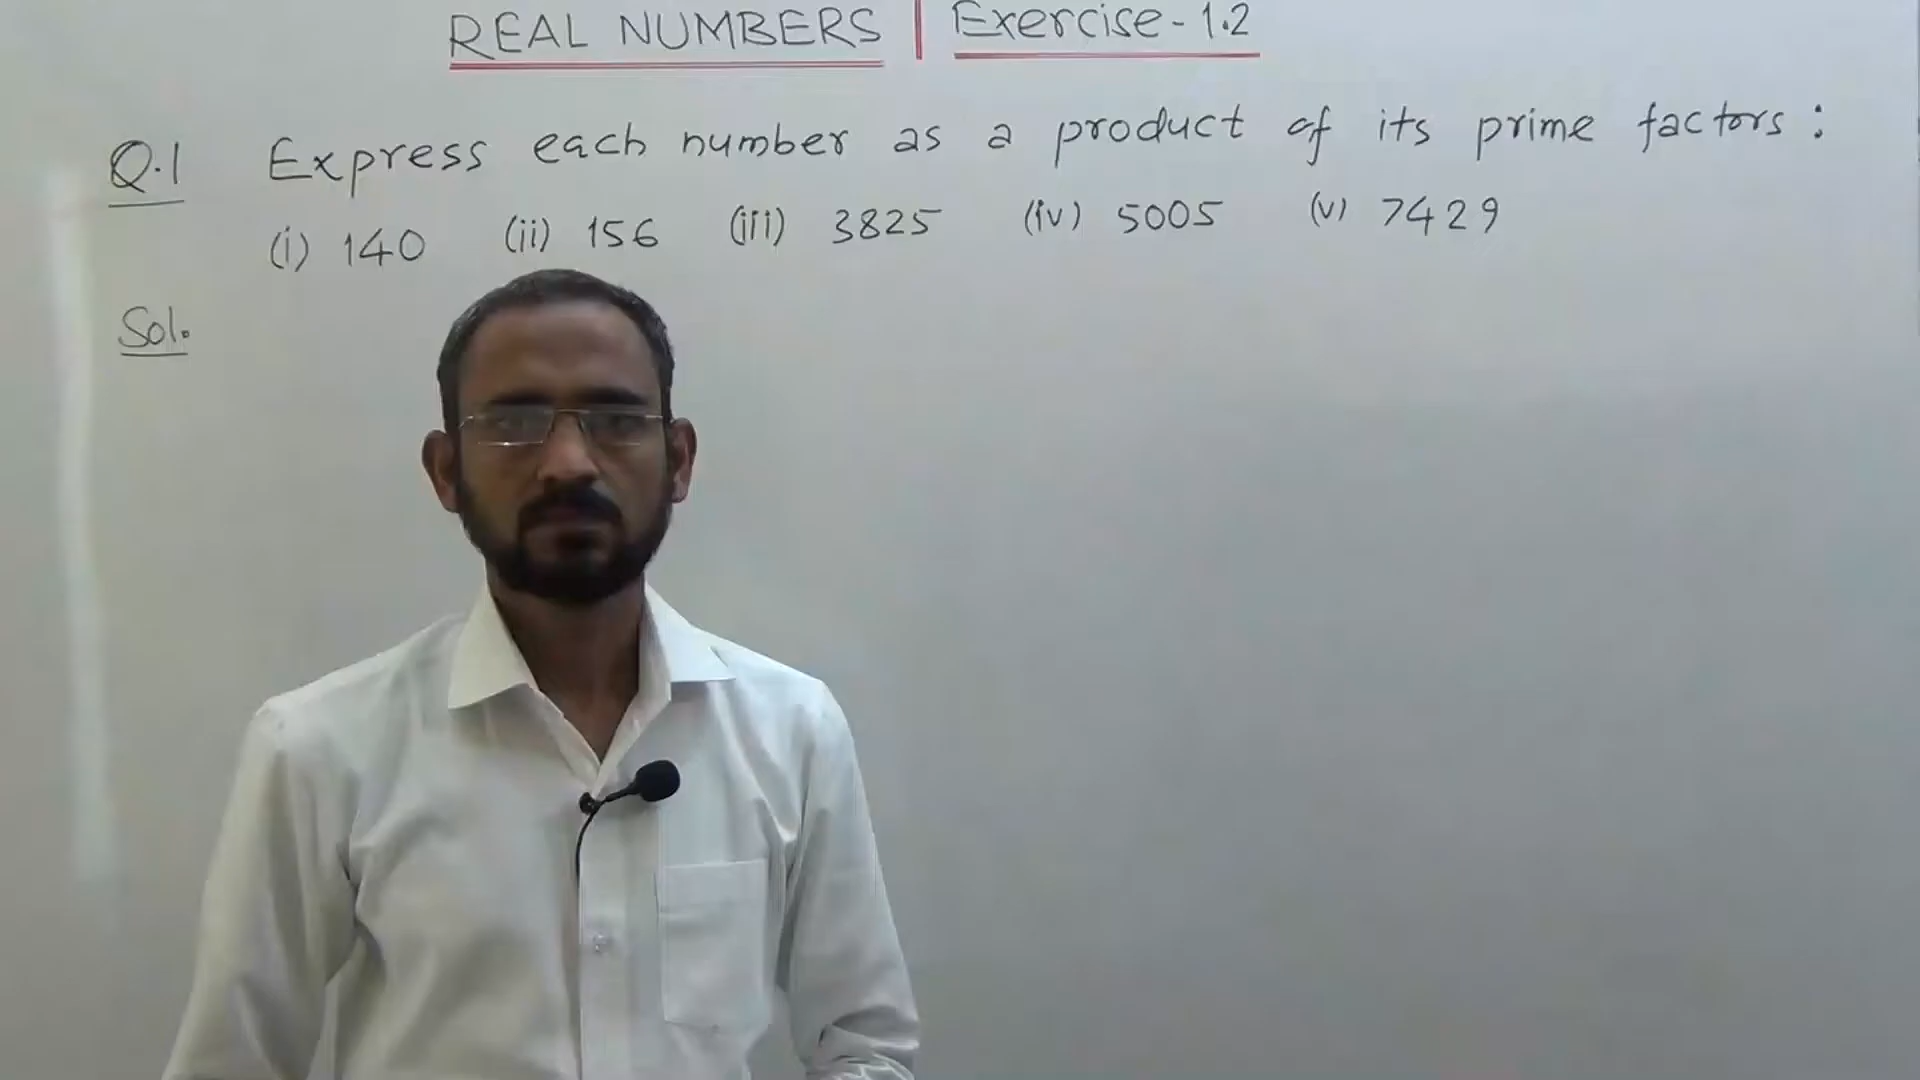 REAL NUMBERS | Exercise-1.2
Q.1 Express each number as a product of its prime factors:
(i) 140 (ii) 156 (iii) 3825 (iv) 5005 (v) 7429
Sol.